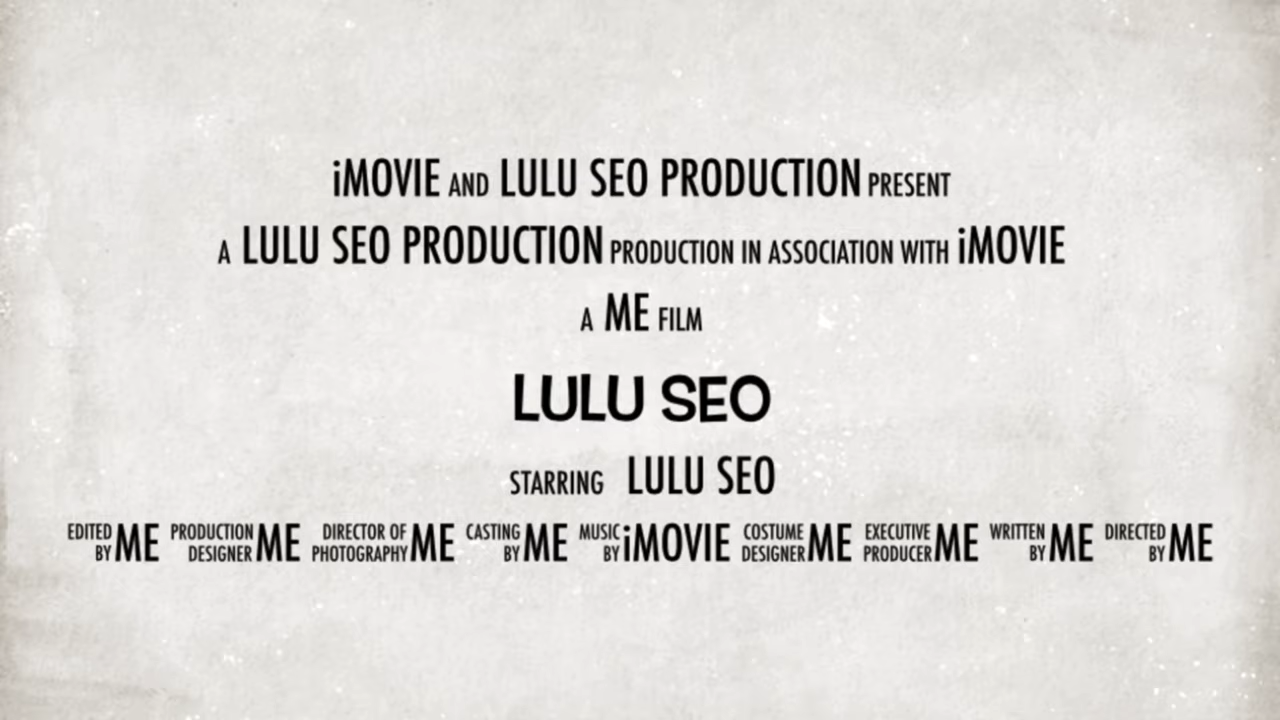 iMOVIE AND LULU SEO PRODUCTION PRESENT
A LULU SEO PRODUCTION PRODUCTION IN ASSOCIATION WITH iMOVIE
A ME FILM
LULU SEO
STARRING LULU SEO
EDITED BY ME PRODUCTION DESIGNER ME DIRECTOR OF PHOTOGRAPHY ME CASTING BY ME MUSIC BY iMOVIE COSTUME DESIGNER ME EXECUTIVE PRODUCER ME WRITTEN BY ME DIRECTED BY ME